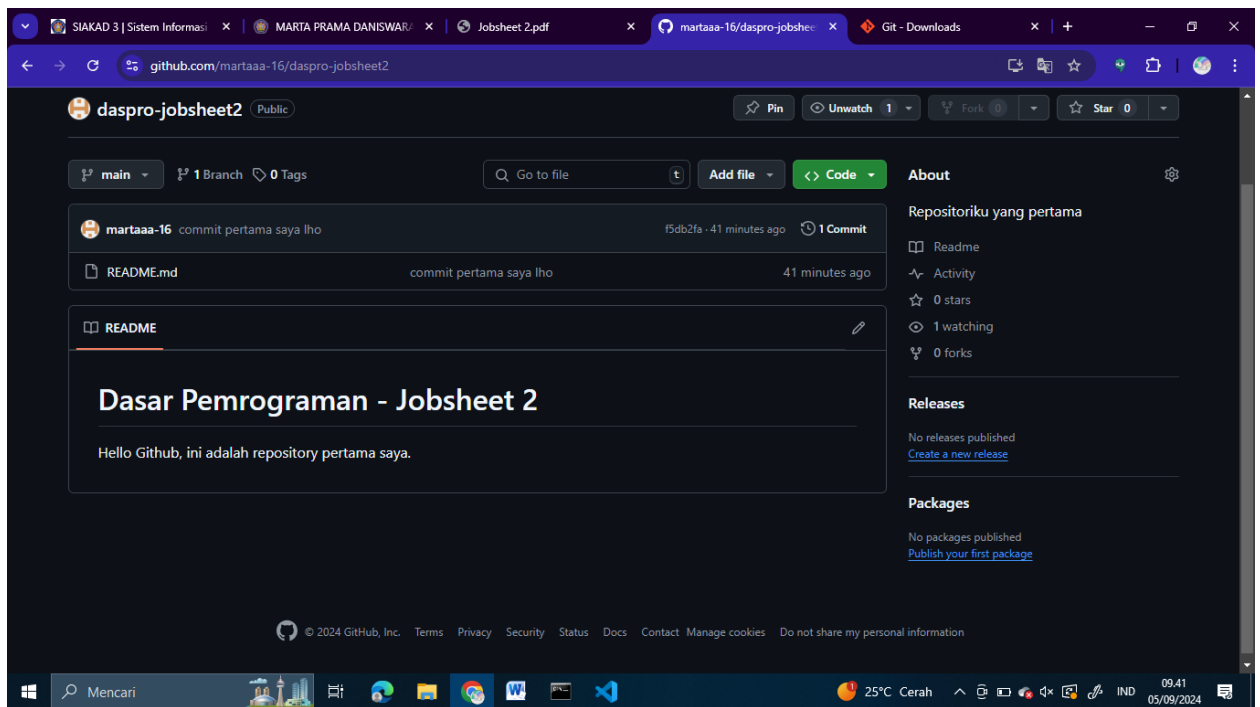 SIAKAD 3 | Sistem Informasi
MARTA PRAMA DANISWARA
Jobsheet 2.pdf
martaaa-16/daspro-jobshee
Git - Downloads
github.com/martaaa-16/daspro-jobsheet2
daspro-jobsheet2 Public
Pin
Unwatch 1
Fork 0
Star 0
main
1 Branch
0 Tags
Go to file
t
Add file
Code
martaaa-16 commit pertama saya lho
f5db2fa · 41 minutes ago
1 Commit
README.md
commit pertama saya lho
41 minutes ago
README
Dasar Pemrograman - Jobsheet 2
Hello Github, ini adalah repository pertama saya.
About
Repositoriku yang pertama
Readme
Activity
0 stars
1 watching
0 forks
Releases
No releases published
Create a new release
Packages
No packages published
Publish your first package
© 2024 GitHub, Inc. Terms Privacy Security Status Docs Contact Manage cookies Do not share my personal information
Mencari
25°C Cerah
IND
09.41
05/09/2024